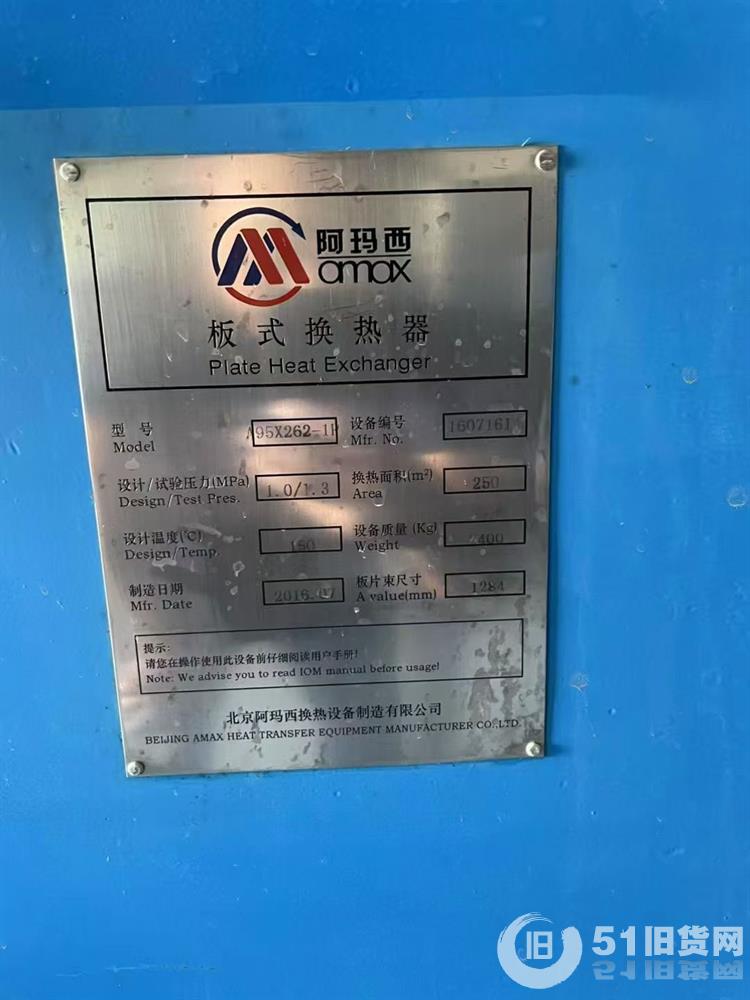 阿玛西
amax
板式换热器
Plate Heat Exchanger
型号 设备编号
Model A95X262-1 Mfr. No. 160716
设计/试验压力(MPa) 1.0/1.3 换热面积(m²) 250
Design/Test Pres. Area
设计温度(℃) 设备质量 (Kg)
Design/Temp. Weight
制造日期 2016.07 板片束尺寸 1284
Mfr. Date A value(mm)
提示:
请您在操作使用此设备前仔细阅读用户手册!
Note: We advise you to read IOM manual before usage!
北京阿玛西换热设备制造有限公司
BEIJING AMAX HEAT TRANSFER EQUIPMENT MANUFACTURER CO.,LTD.
旧 51旧货网